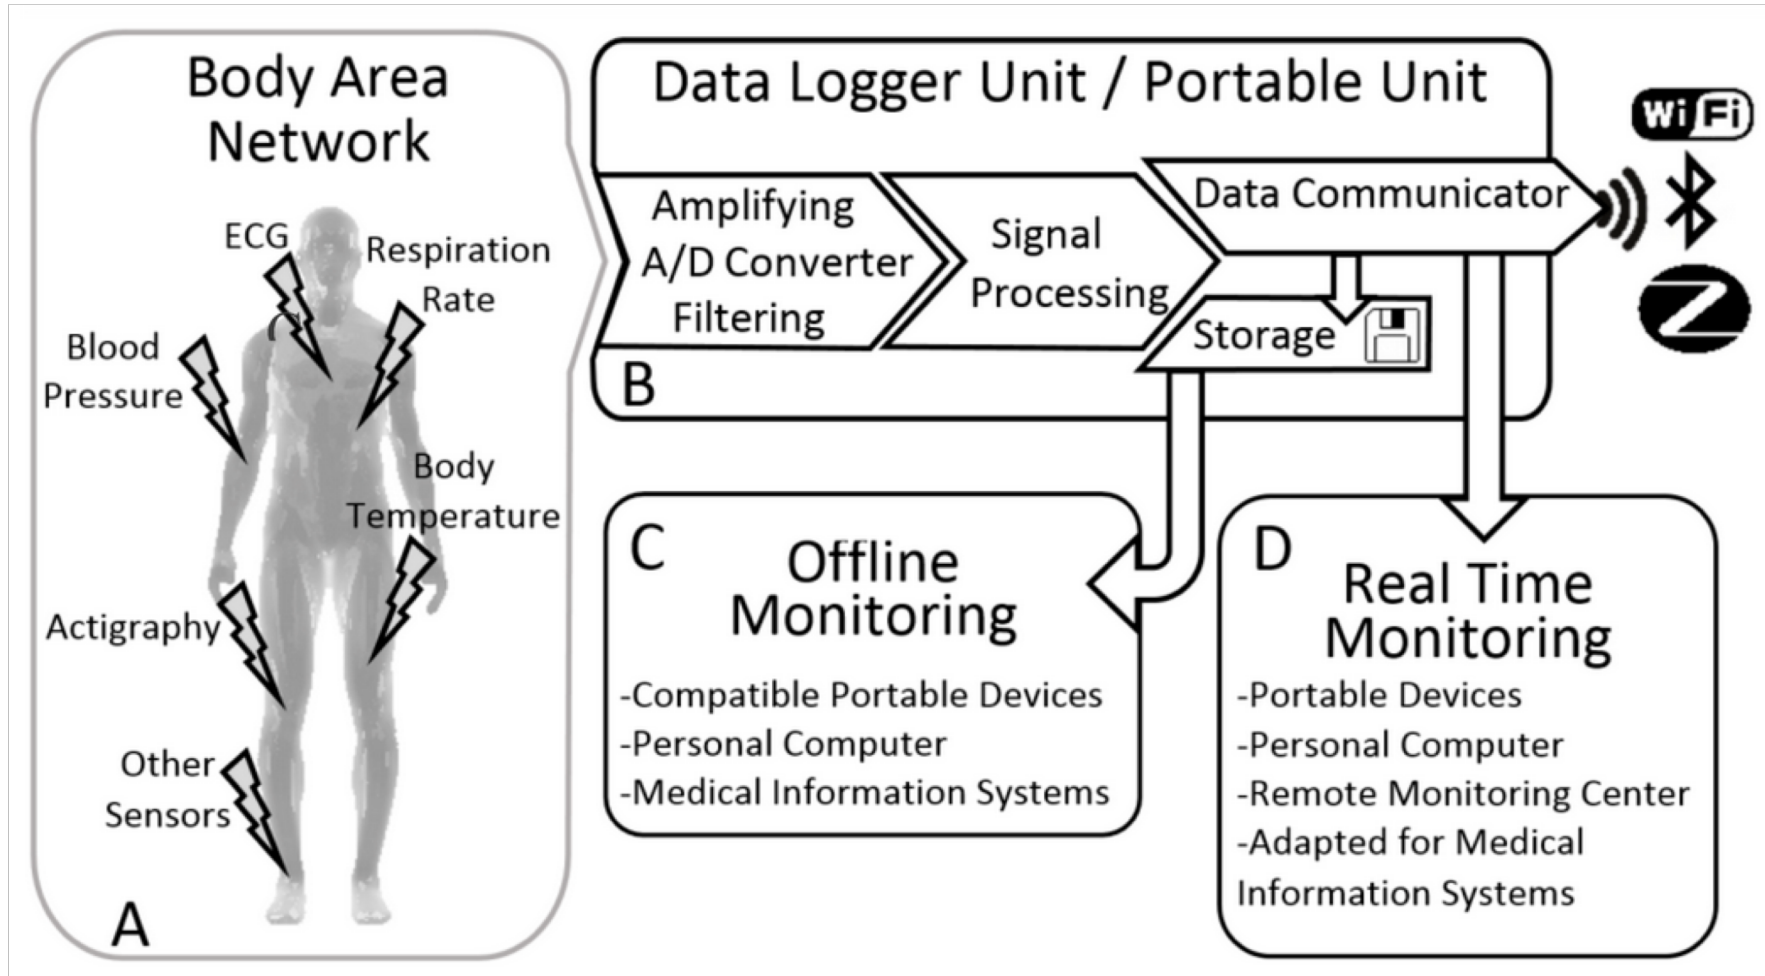 Body Area
Network
ECG
Respiration
Rate
Blood
Pressure
Body
Temperature
Actigraphy
Other
Sensors
A
Data Logger Unit / Portable Unit
Amplifying
A/D Converter
Filtering
Signal
Processing
Data Communicator
Storage
B
WiFi
C
Offline
Monitoring
-Compatible Portable Devices
-Personal Computer
-Medical Information Systems
D
Real Time
Monitoring
-Portable Devices
-Personal Computer
-Remote Monitoring Center
-Adapted for Medical
Information Systems